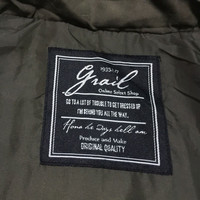 grail
Online Select Shop
GO TO A LOT OF TROUBLE TO GET DRESSED UP
I'M BEHIND YOU ALL THE WAY.
Produce and Make
ORIGINAL QUALITY